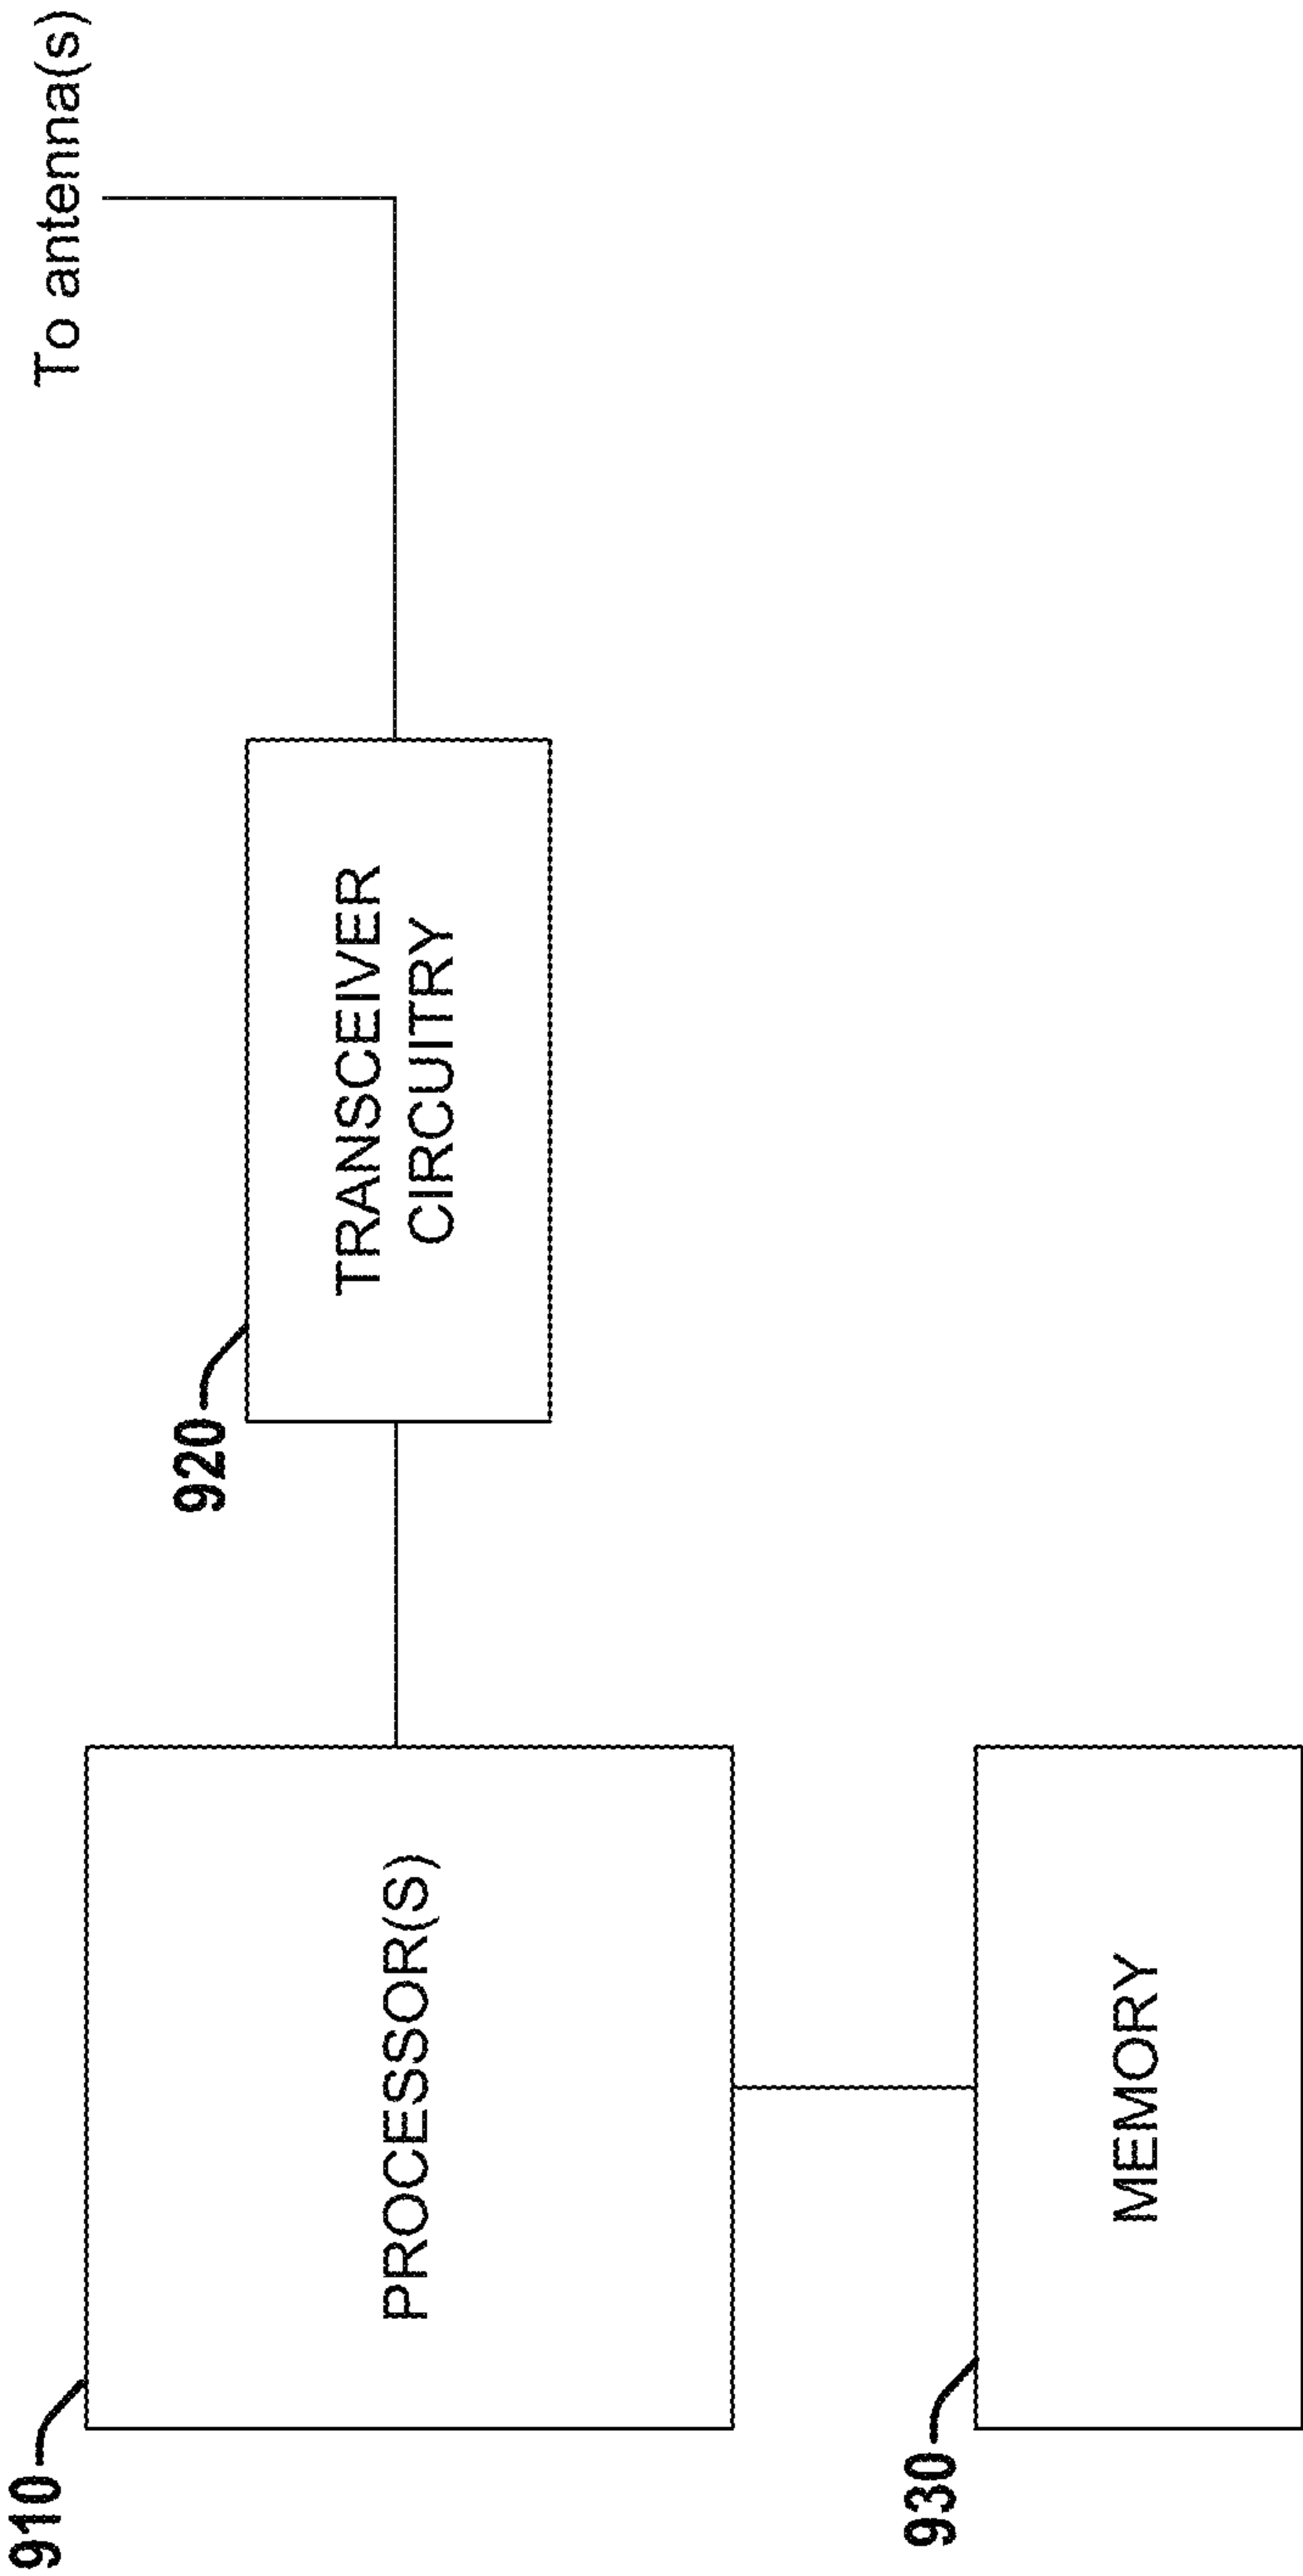 To antenna(s)
910
PROCESSOR(S)
920
TRANSCEIVER
CIRCUITRY
930
MEMORY